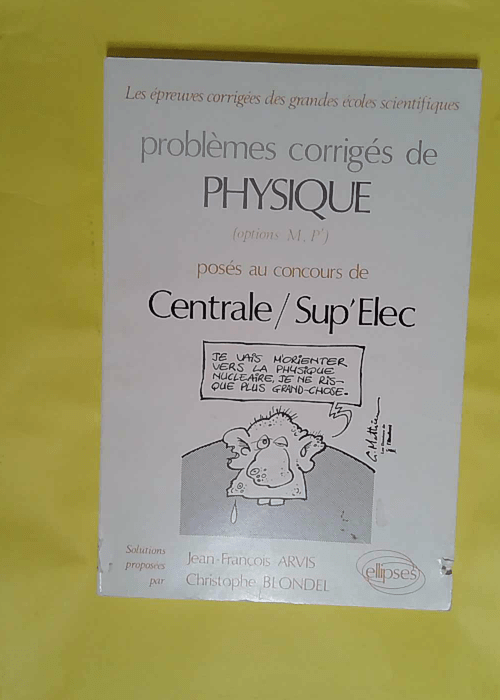 Les épreuves corrigées des grandes écoles scientifiques
problèmes corrigés de
PHYSIQUE
(options M, P')
posés au concours de
Centrale / Sup'Elec
JE VAIS M'ORIENTER
VERS LA PHYSIQUE
NUCLEAIRE, JE NE RIS-
QUE PLUS GRAND-CHOSE.
Solutions
proposées
par
Jean-François ARVIS
Christophe BLONDEL
ellipses